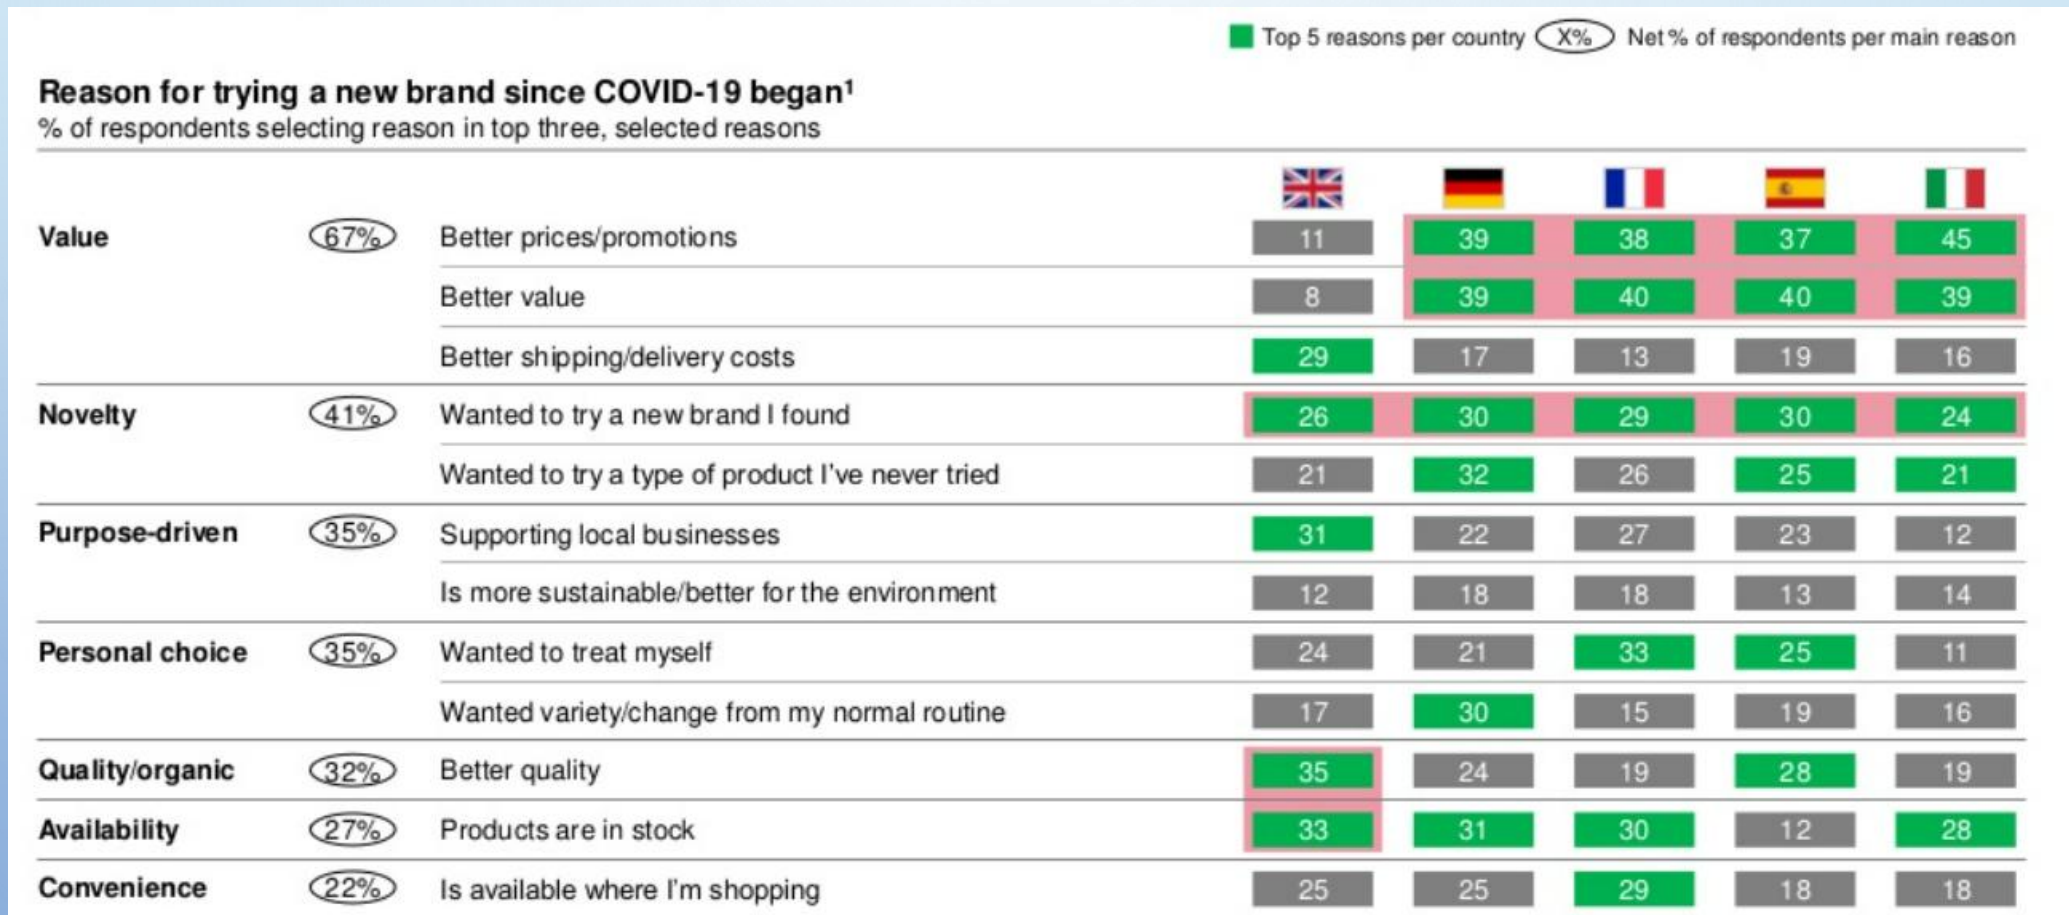 Top 5 reasons per country X% Net % of respondents per main reason
Reason for trying a new brand since COVID-19 began¹
% of respondents selecting reason in top three, selected reasons
Value 67% Better prices/promotions 11 39 38 37 45
Better value 8 39 40 40 39
Better shipping/delivery costs 29 17 13 19 16
Novelty 41% Wanted to try a new brand I found 26 30 29 30 24
Wanted to try a type of product I've never tried 21 32 26 25 21
Purpose-driven 35% Supporting local businesses 31 22 27 23 12
Is more sustainable/better for the environment 12 18 18 13 14
Personal choice 35% Wanted to treat myself 24 21 33 25 11
Wanted variety/change from my normal routine 17 30 15 19 16
Quality/organic 32% Better quality 35 24 19 28 19
Availability 27% Products are in stock 33 31 30 12 28
Convenience 22% Is available where I'm shopping 25 25 29 18 18